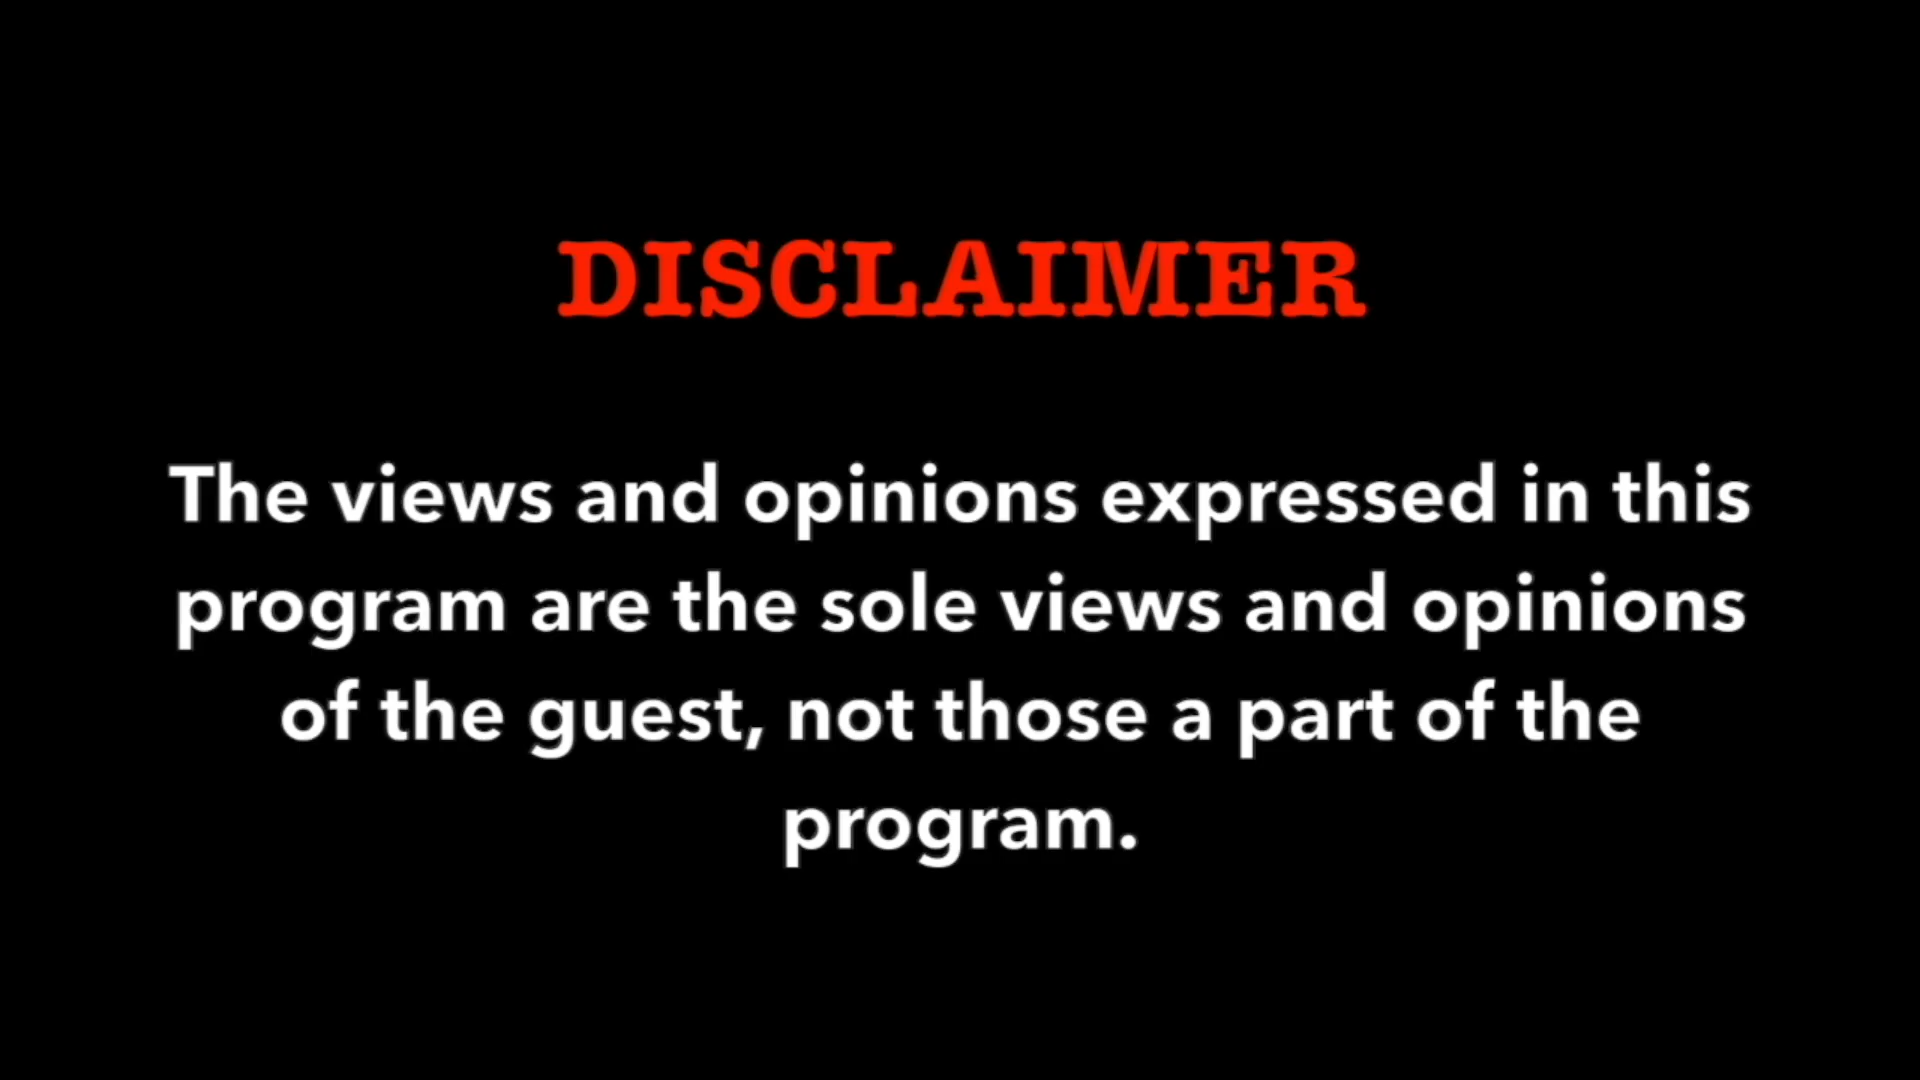 DISCLAIMER
The views and opinions expressed in this
program are the sole views and opinions
of the guest, not those a part of the
program.